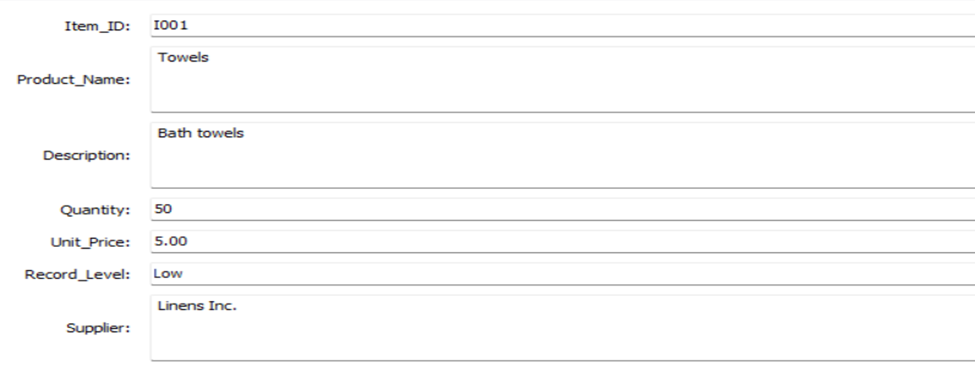 Item_ID: I001
Towels
Product_Name:
Bath towels
Description:
Quantity: 50
Unit_Price: 5.00
Record_Level: Low
Linens Inc.
Supplier: